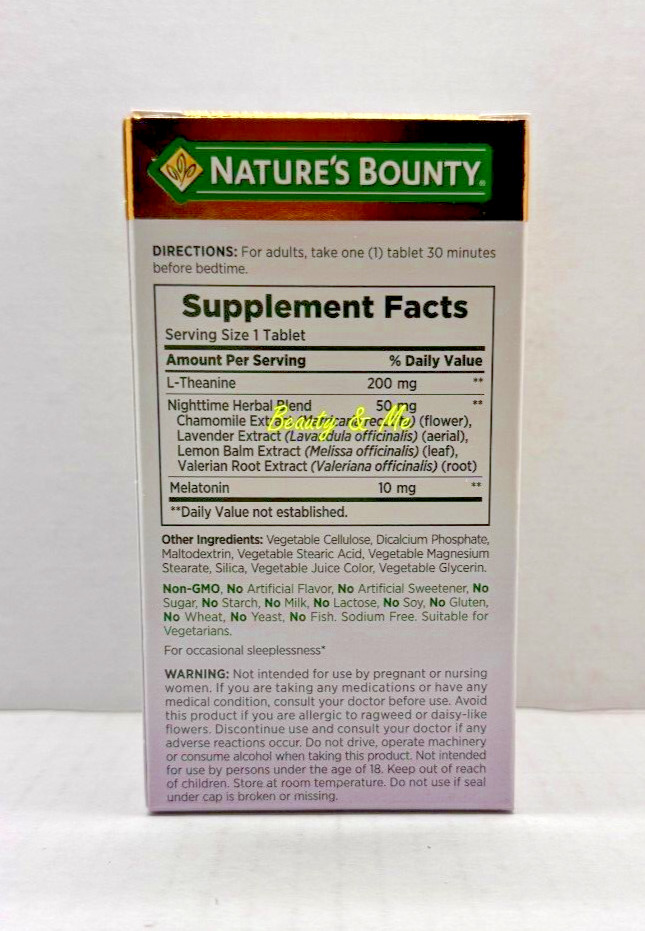 NATURE'S BOUNTY®
DIRECTIONS: For adults, take one (1) tablet 30 minutes
before bedtime.
Supplement Facts
Serving Size 1 Tablet
Amount Per Serving % Daily Value
L-Theanine 200 mg **
Nighttime Herbal Blend 50 mg **
Chamomile (flower),
Beauty & Me
Lavender Extract (Lavandula officinalis) (aerial),
Lemon Balm Extract (Melissa officinalis) (leaf),
Valerian Root Extract (Valeriana officinalis) (root)
Melatonin 10 mg **
**Daily Value not established.
Other Ingredients: Vegetable Cellulose, Dicalcium Phosphate,
Maltodextrin, Vegetable Stearic Acid, Vegetable Magnesium
Stearate, Silica, Vegetable Juice Color, Vegetable Glycerin.
Non-GMO, No Artificial Flavor, No Artificial Sweetener, No
Sugar, No Starch, No Milk, No Lactose, No Soy, No Gluten,
No Wheat, No Yeast, No Fish. Sodium Free. Suitable for
Vegetarians.
For occasional sleeplessness*
WARNING: Not intended for use by pregnant or nursing
women. If you are taking any medications or have any
medical condition, consult your doctor before use. Avoid
this product if you are allergic to ragweed or daisy-like
flowers. Discontinue use and consult your doctor if any
adverse reactions occur. Do not drive, operate machinery
or consume alcohol when taking this product. Not intended
for use by persons under the age of 18. Keep out of reach
of children. Store at room temperature. Do not use if seal
under cap is broken or missing.